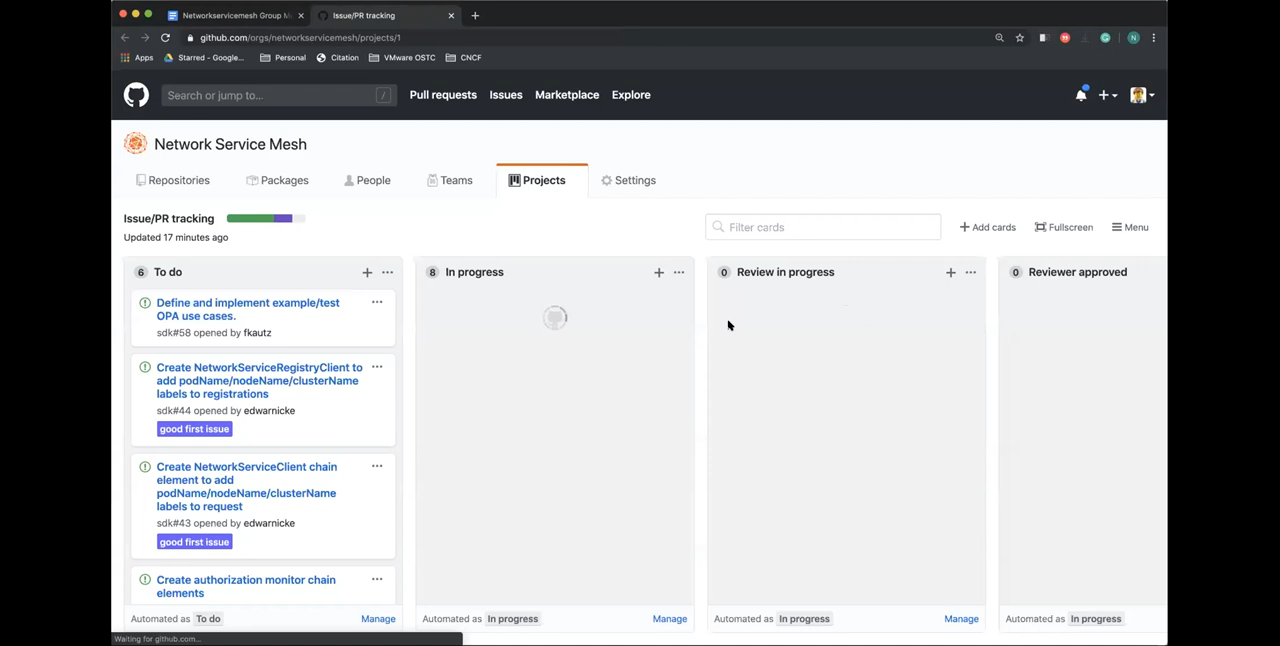 Networkservicemesh Group M
Issue/PR tracking
github.com/orgs/networkservicemesh/projects/1
N
Apps
Starred - Google...
Personal
Citation
VMware OSTC
CNCF
Search or jump to...
/
Pull requests
Issues
Marketplace
Explore
Network Service Mesh
Repositories
Packages
People
Teams
Projects
Settings
Issue/PR tracking
Updated 17 minutes ago
Filter cards
Add cards
Fullscreen
Menu
6 To do
Define and implement example/test
OPA use cases.
sdk#58 opened by fkautz
Create NetworkServiceRegistryClient to
add podName/nodeName/clusterName
labels to registrations
sdk#44 opened by edwarnicke
good first issue
Create NetworkServiceClient chain
element to add
podName/nodeName/clusterName
labels to request
sdk#43 opened by edwarnicke
good first issue
Create authorization monitor chain
elements
Automated as To do
Manage
8 In progress
Automated as In progress
Manage
0 Review in progress
Automated as In progress
Manage
0 Reviewer approved
Automated as In progress
Waiting for github.com...